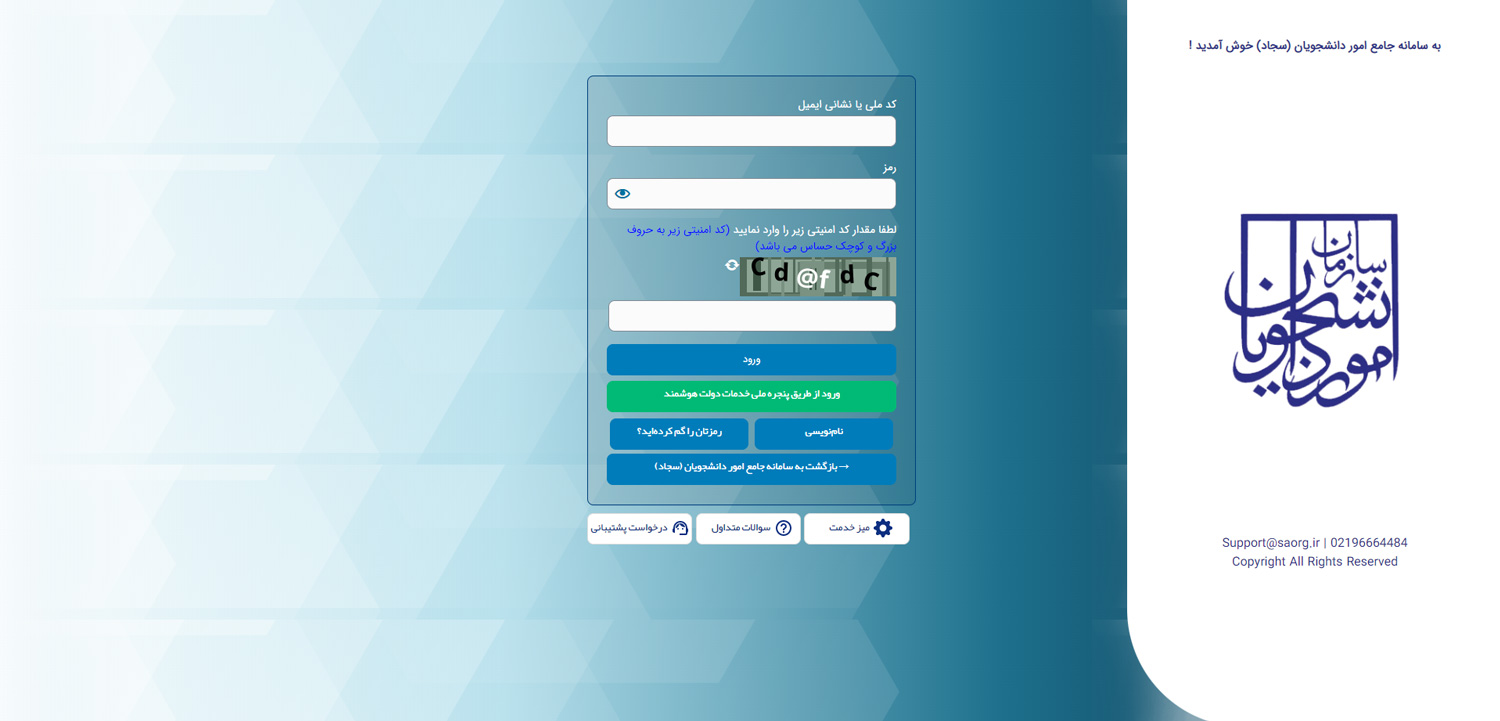 به سامانه جامع امور دانشجویان (سجاد) خوش آمدید !
سازمان
امور دانشجویان
Support@saorg.ir | 02196664484
Copyright All Rights Reserved
کد ملی یا نشانی ایمیل
رمز
لطفا مقدار کد امنیتی زیر را وارد نمایید (کد امنیتی زیر به حروف
بزرگ و کوچک حساس می باشد)
C d @f d C
ورود
ورود از طریق پنجره ملی خدمات دولت هوشمند
نام‌نویسی
رمزتان را گم کرده‌اید؟
→ بازگشت به سامانه جامع امور دانشجویان (سجاد)
میز خدمت
سوالات متداول
درخواست پشتیبانی